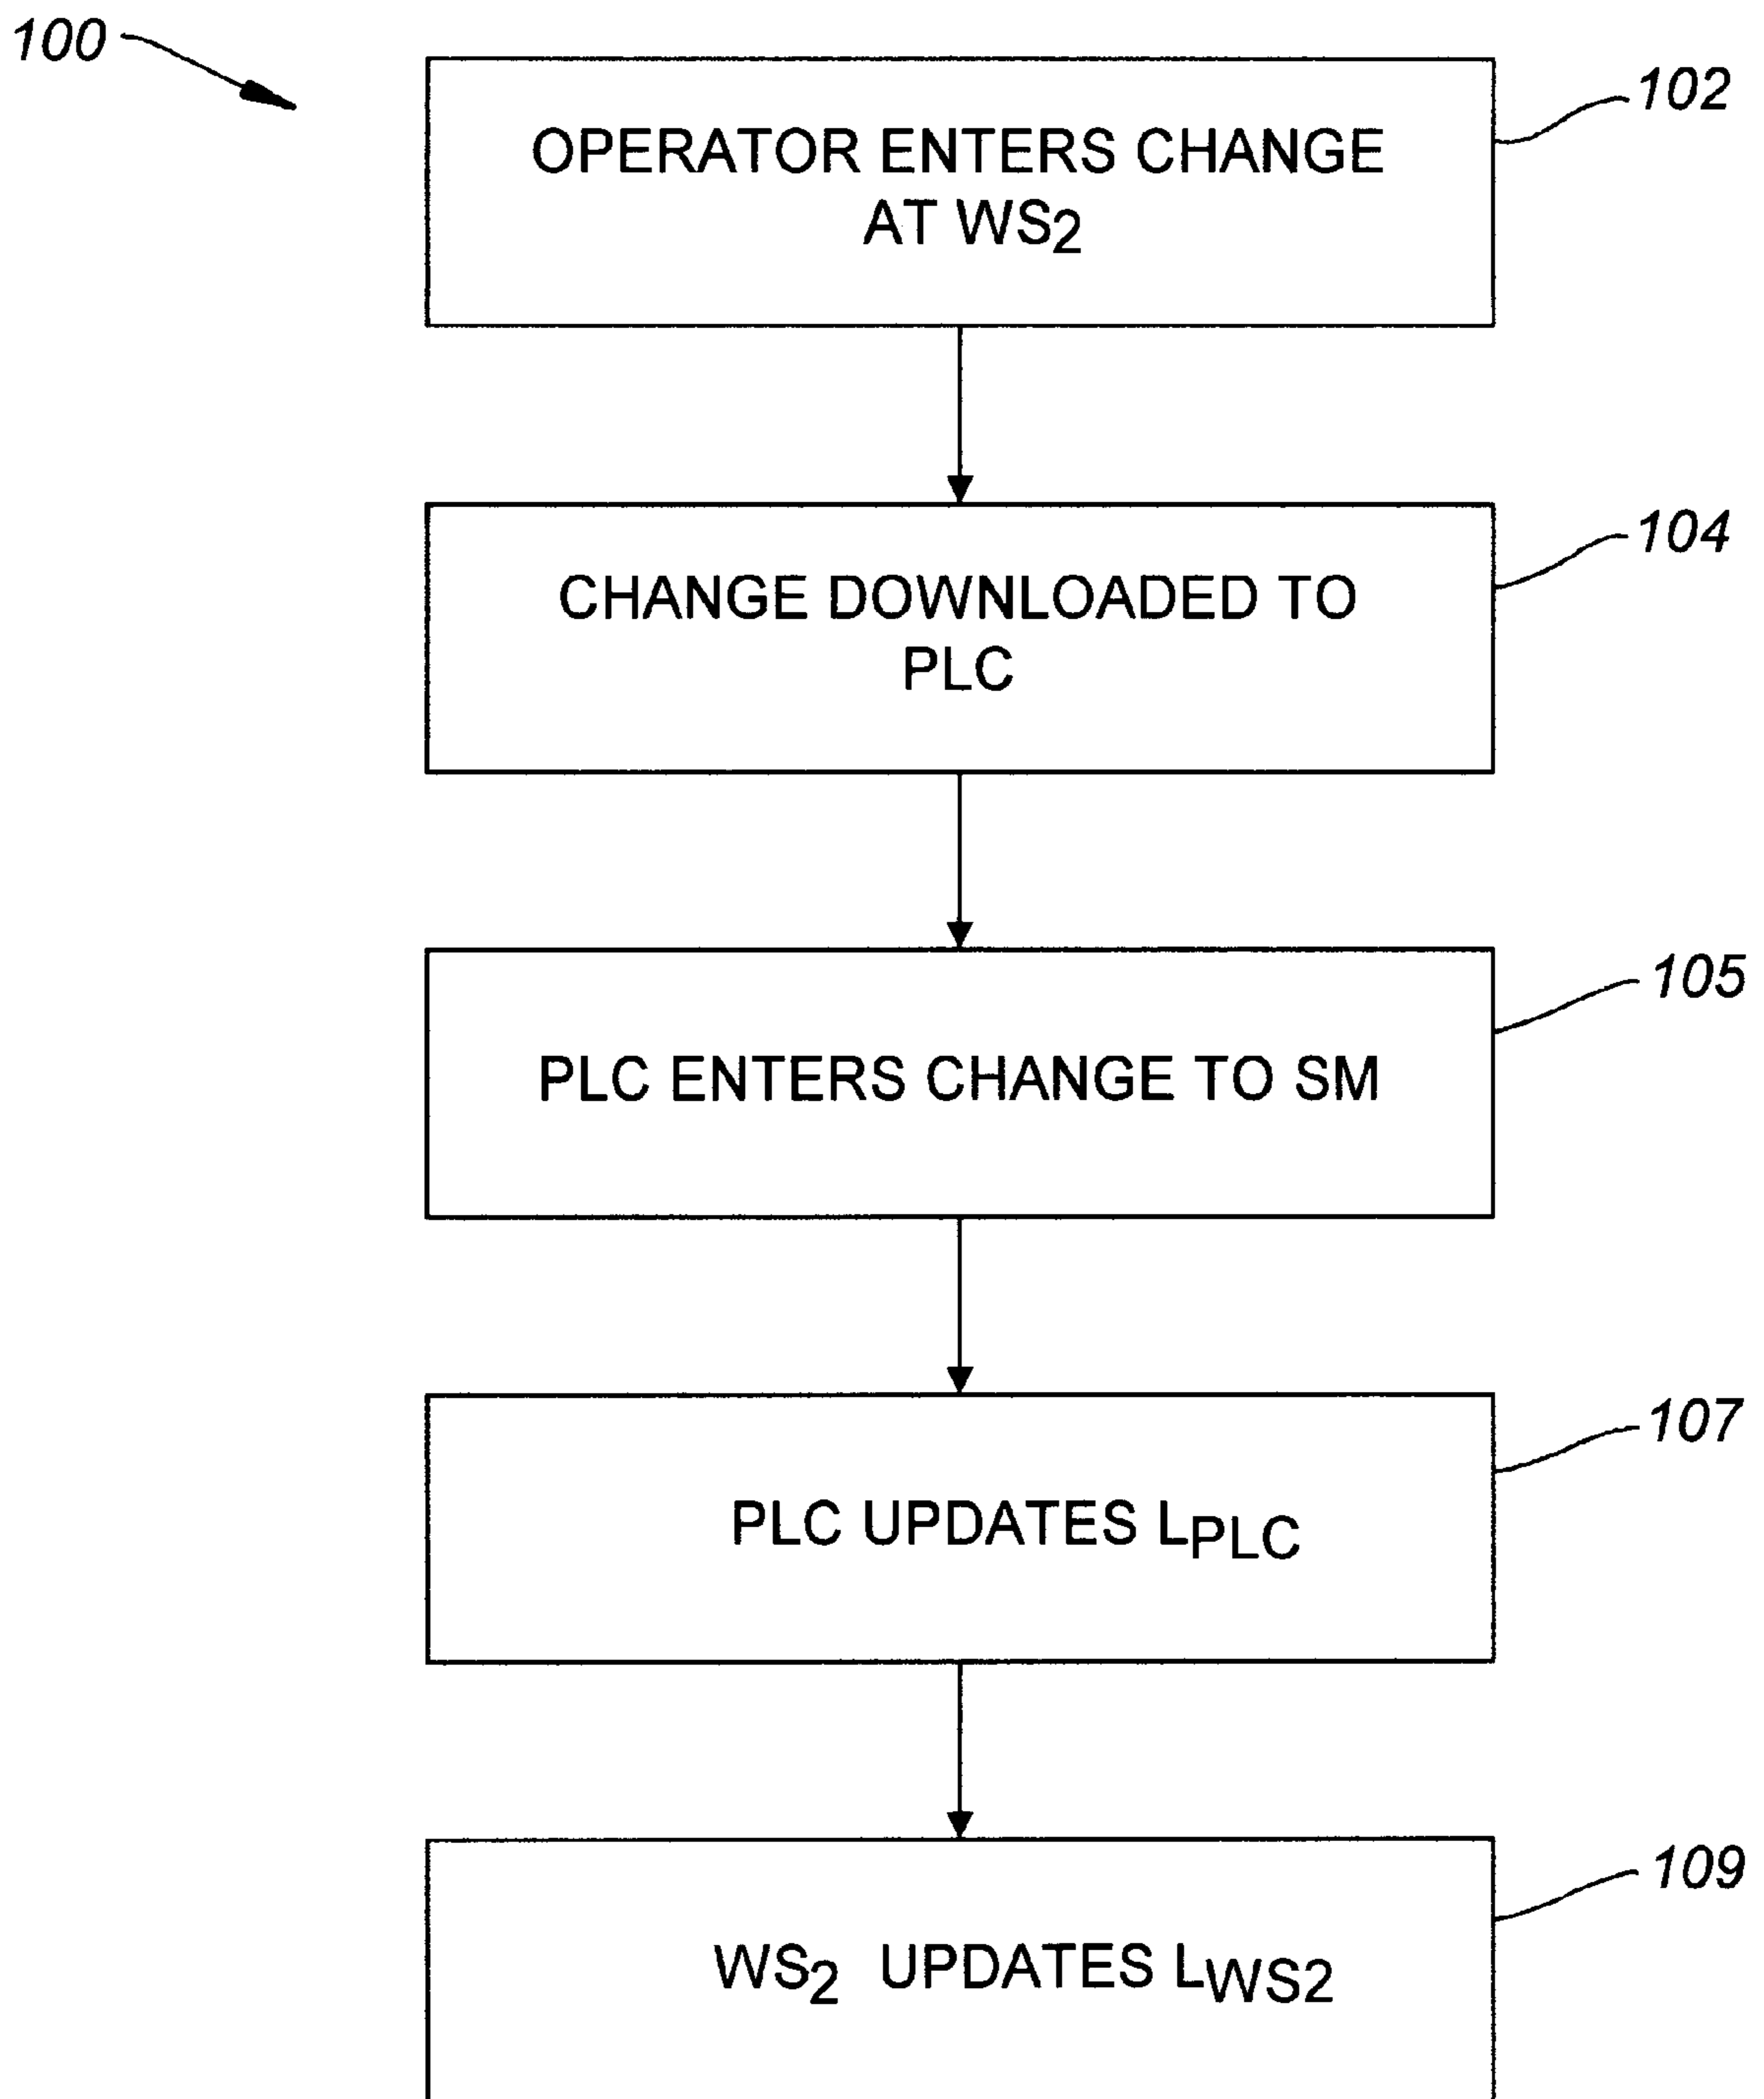 100
102
OPERATOR ENTERS CHANGE
AT WS2
104
CHANGE DOWNLOADED TO
PLC
105
PLC ENTERS CHANGE TO SM
107
PLC UPDATES LPLC
109
WS2 UPDATES LWS2